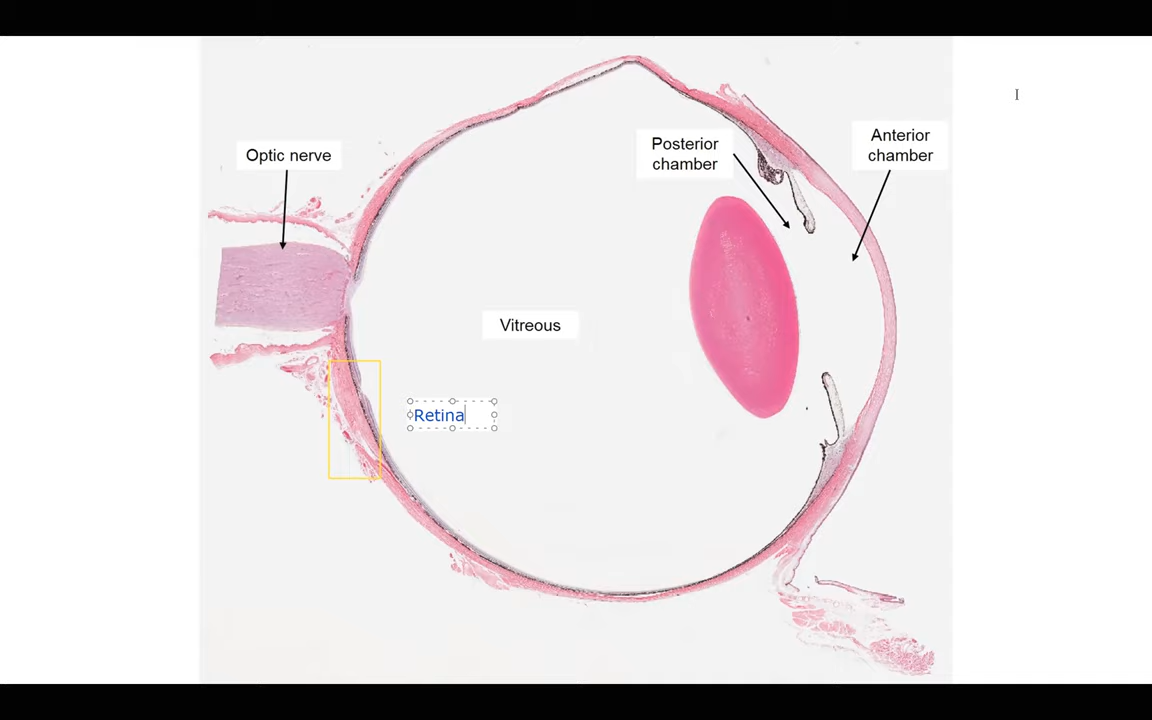 Optic nerve
Posterior
chamber
Anterior
chamber
Vitreous
Retina